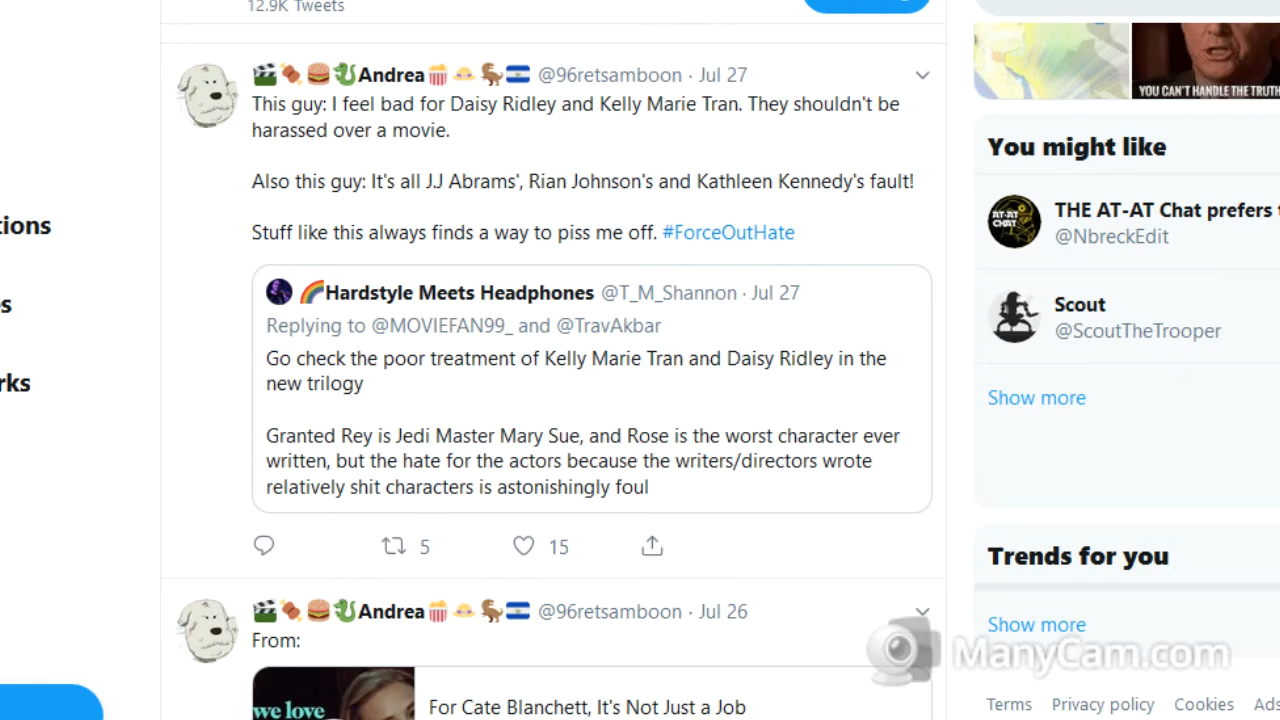 12.9K Tweets
Andrea @96retsamboon · Jul 27
This guy: I feel bad for Daisy Ridley and Kelly Marie Tran. They shouldn't be
harassed over a movie.
Also this guy: It's all J.J Abrams', Rian Johnson's and Kathleen Kennedy's fault!
Stuff like this always finds a way to piss me off. #ForceOutHate
Hardstyle Meets Headphones @T_M_Shannon · Jul 27
Replying to @MOVIEFAN99_ and @TravAkbar
Go check the poor treatment of Kelly Marie Tran and Daisy Ridley in the
new trilogy
Granted Rey is Jedi Master Mary Sue, and Rose is the worst character ever
written, but the hate for the actors because the writers/directors wrote
relatively shit characters is astonishingly foul
5 15
Andrea @96retsamboon · Jul 26
From:
we love
For Cate Blanchett, It's Not Just a Job
tions
s
rks
YOU CAN'T HANDLE THE TRUTH
You might like
AT-AT
CHAT
THE AT-AT Chat prefers t
@NbreckEdit
Scout
@ScoutTheTrooper
Show more
Trends for you
Show more
ManyCam.com
Terms Privacy policy Cookies Ads